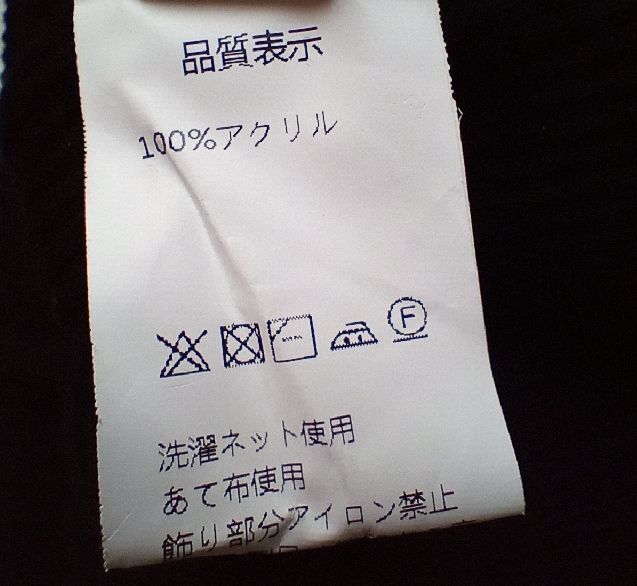 品質表示
100%アクリル
F
洗濯ネット使用
あて布使用
飾り部分アイロン禁止